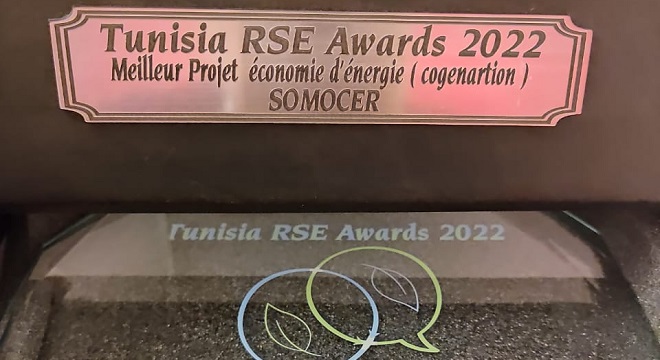 Tunisia RSE Awards 2022
Meilleur Projet économie d'énergie ( cogenartion )
SOMOCER
Tunisia RSE Awards 2022